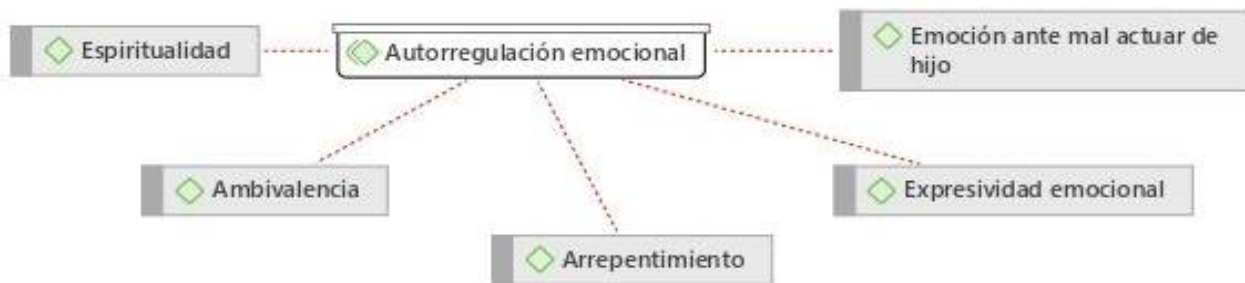 Espiritualidad
Autorregulación emocional
Emoción ante mal actuar de
hijo
Ambivalencia
Expresividad emocional
Arrepentimiento